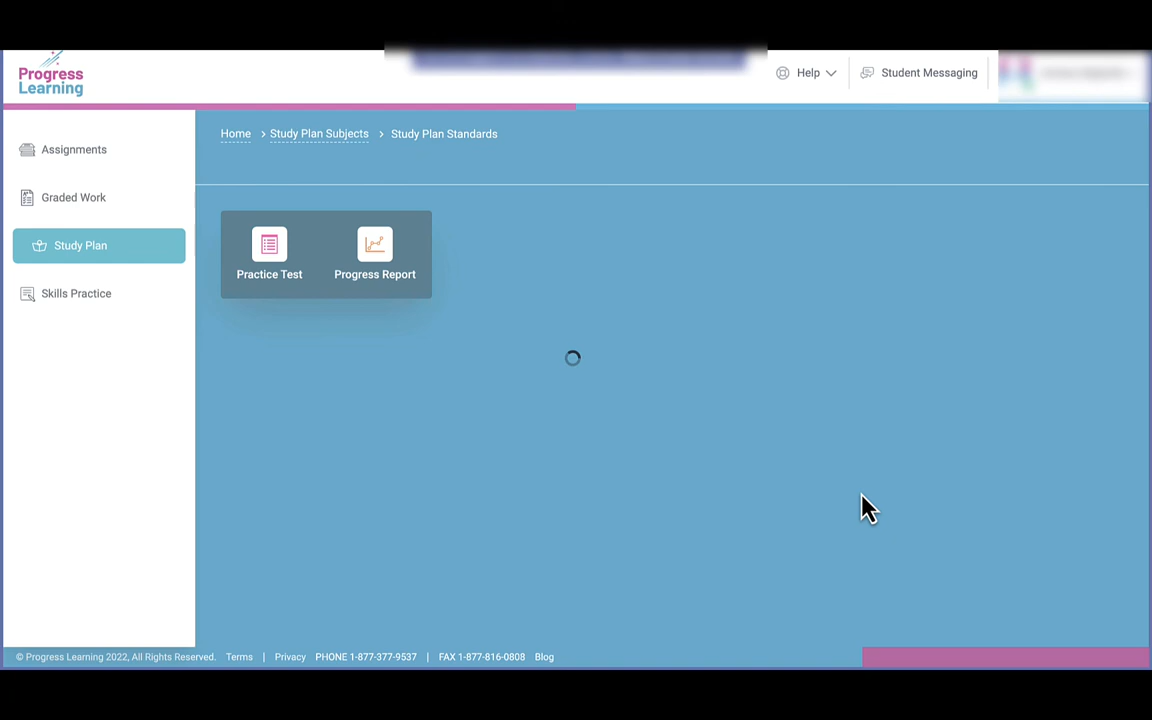 Progress
Learning
Help
Student Messaging
Assignments
Graded Work
Study Plan
Skills Practice
Home > Study Plan Subjects > Study Plan Standards
Practice Test
Progress Report
© Progress Learning 2022, All Rights Reserved. Terms | Privacy PHONE 1-877-377-9537 | FAX 1-877-816-0808 Blog